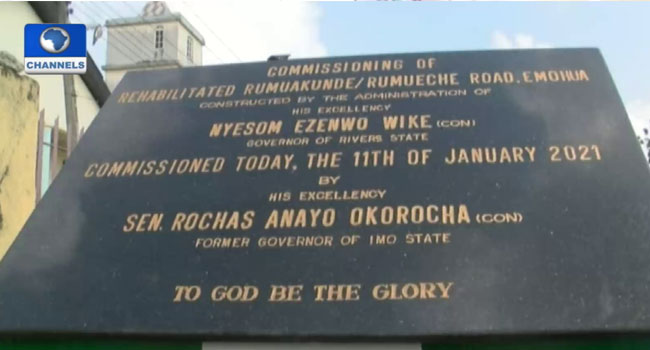 CHANNELS
COMMISSIONING OF
REHABILITATED RUMUAKUNDE/RUMUECHE ROAD, EMOHUA
CONSTRUCTED BY THE ADMINISTRATION OF
HIS EXCELLENCY
NYESOM EZENWO WIKE (CON)
GOVERNOR OF RIVERS STATE
COMMISSIONED TODAY, THE 11TH OF JANUARY 2021
BY
HIS EXCELLENCY
SEN. ROCHAS ANAYO OKOROCHA (CON)
FORMER GOVERNOR OF IMO STATE
TO GOD BE THE GLORY